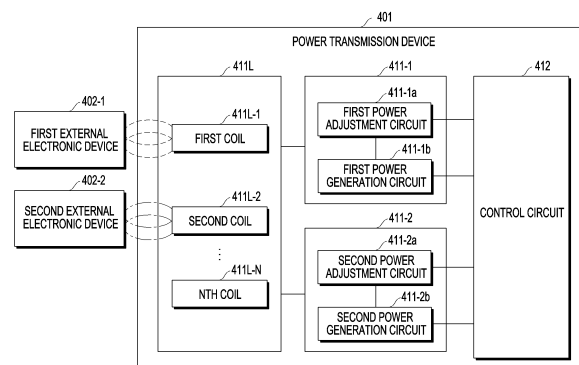 401
POWER TRANSMISSION DEVICE
411L
411-1
412
402-1
FIRST EXTERNAL
ELECTRONIC DEVICE
411L-1
FIRST COIL
411-1a
FIRST POWER
ADJUSTMENT CIRCUIT
411-1b
FIRST POWER
GENERATION CIRCUIT
402-2
SECOND EXTERNAL
ELECTRONIC DEVICE
411L-2
SECOND COIL
411L-N
NTH COIL
411-2
411-2a
SECOND POWER
ADJUSTMENT CIRCUIT
411-2b
SECOND POWER
GENERATION CIRCUIT
CONTROL CIRCUIT